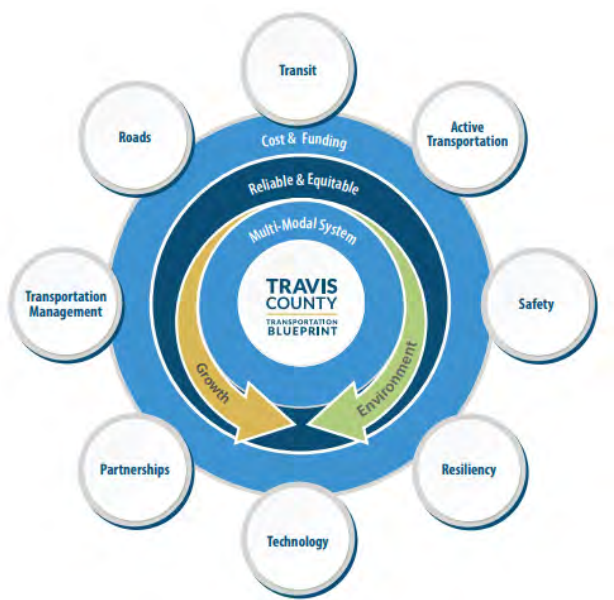 Transit
Roads
Active
Transportation
Cost & Funding
Reliable & Equitable
Multi-Modal System
TRAVIS
COUNTY
TRANSPORTATION
BLUEPRINT
Transportation
Management
Safety
Growth
Environment
Partnerships
Resiliency
Technology